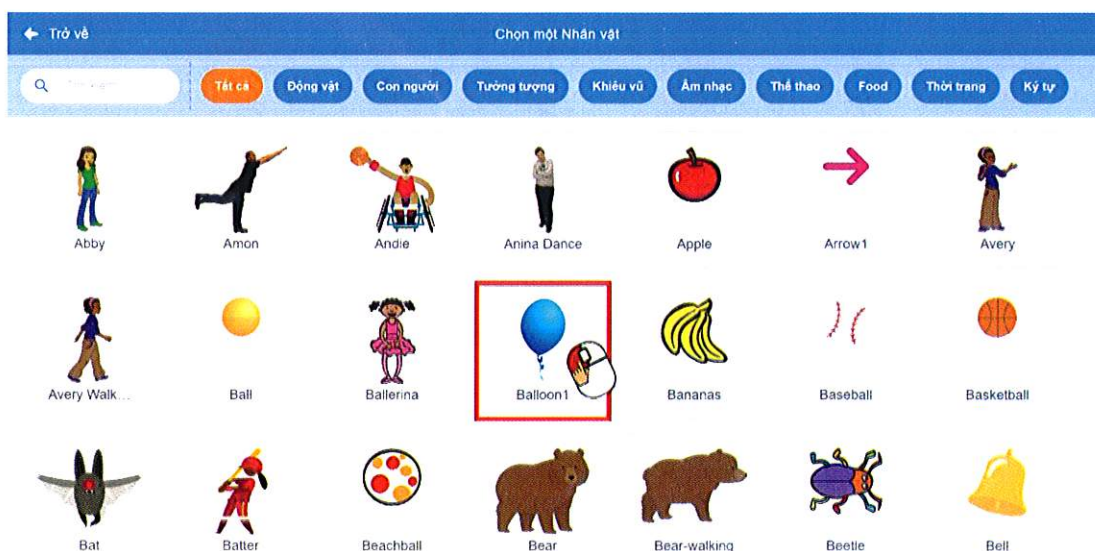 Trở về
Chọn một Nhân vật
Tất cả Động vật Con người Tưởng tượng Khiêu vũ Âm nhạc Thể thao Food Thời trang Ký tự
Abby Amon Andie Anina Dance Apple Arrow1 Avery
Avery Walk... Ball Ballerina Balloon1 Bananas Baseball Basketball
Bat Batter Beachball Bear Bear-walking Beetle Bell